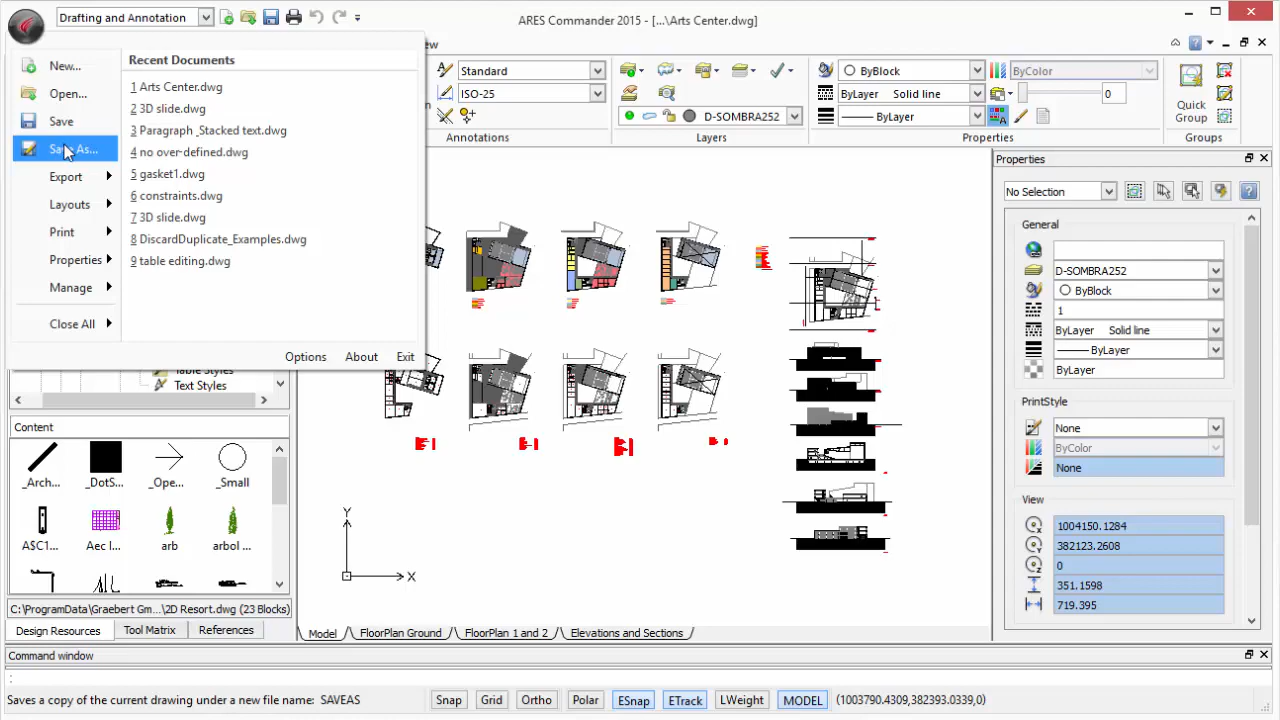 Drafting and Annotation
ARES Commander 2015 - [...\Arts Center.dwg]
New...
Open...
Save
Save As...
Export
Layouts
Print
Properties
Manage
Close All
Recent Documents
1 Arts Center.dwg
2 3D slide.dwg
3 Paragraph _Stacked text.dwg
4 no over-defined.dwg
5 gasket1.dwg
6 constraints.dwg
7 3D slide.dwg
8 DiscardDuplicate_Examples.dwg
9 table editing.dwg
Options
About
Exit
Standard
ISO-25
Annotations
D-SOMBRA252
Layers
ByBlock
ByLayer Solid line
ByLayer
ByColor
0
Properties
Quick
Group
Groups
Table Styles
Text Styles
Content
_Arch...
_DotS...
_Ope...
_Small
A$C1...
Aec I...
arb
arbol ...
C:\ProgramData\Graebert Gm...\2D Resort.dwg (23 Blocks)
Design Resources
Tool Matrix
References
Y
X
Model
FloorPlan Ground
FloorPlan 1 and 2
Elevations and Sections
Properties
No Selection
General
D-SOMBRA252
ByBlock
1
ByLayer Solid line
ByLayer
ByLayer
PrintStyle
None
ByColor
None
View
1004150.1284
382123.2608
0
351.1598
719.395
Command window
:
Saves a copy of the current drawing under a new file name: SAVEAS
Snap
Grid
Ortho
Polar
ESnap
ETrack
LWeight
MODEL
(1003790.4309,382393.0339,0)